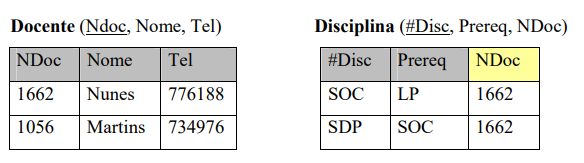 Docente (Ndoc, Nome, Tel) Disciplina (#Disc, Prereq, NDoc)
NDoc Nome Tel #Disc Prereq NDoc
1662 Nunes 776188 SOC LP 1662
1056 Martins 734976 SDP SOC 1662